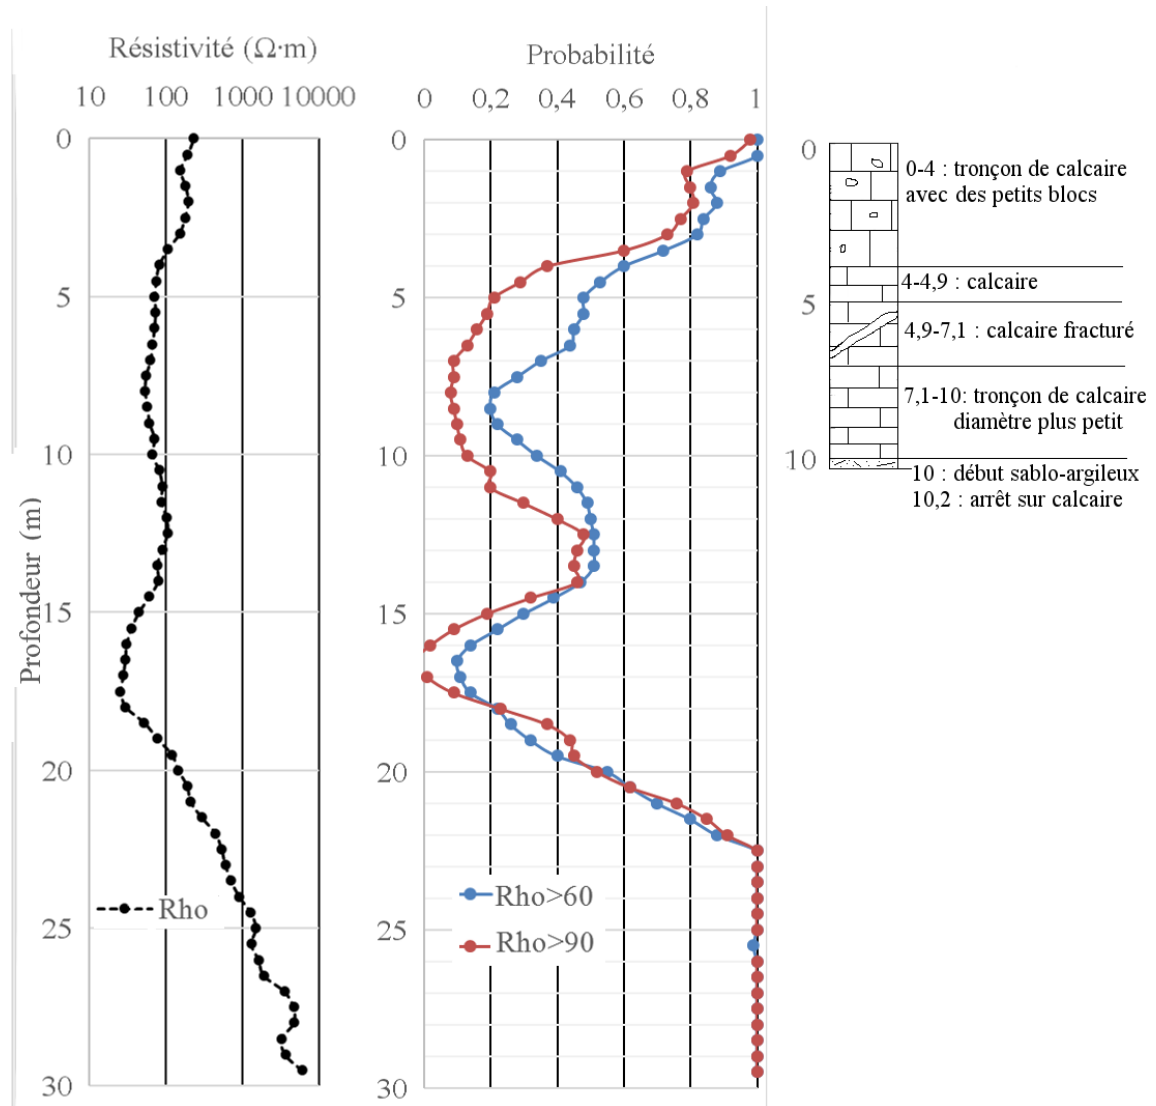 Résistivité (Ω·m)
10 100 1000 10000
0
5
10
15
20
25
30
Profondeur (m)
Rho
Probabilité
0 0,2 0,4 0,6 0,8 1
0
5
10
15
20
25
30
Rho>60
Rho>90
0
5
10
0-4 : tronçon de calcaire
avec des petits blocs
4-4,9 : calcaire
4,9-7,1 : calcaire fracturé
7,1-10: tronçon de calcaire
diamètre plus petit
10 : début sablo-argileux
10,2 : arrêt sur calcaire